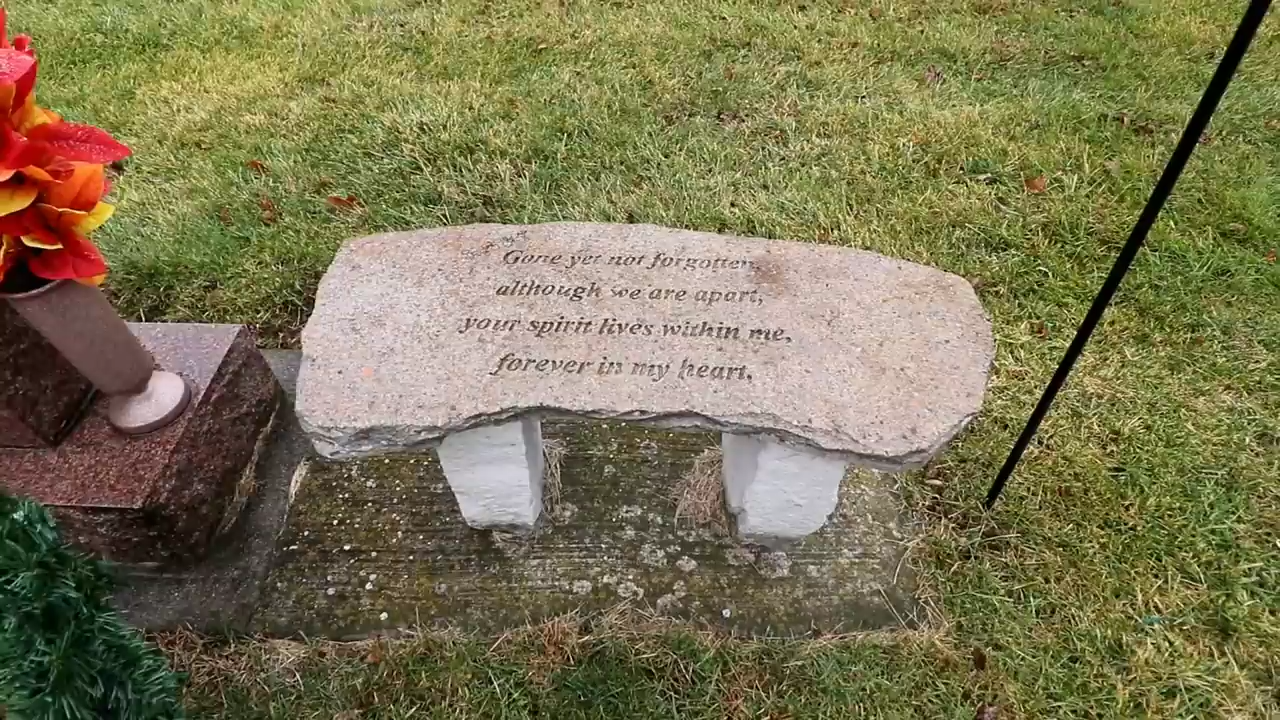 Gone yet not forgotten,
although we are apart,
your spirit lives within me,
forever in my heart.